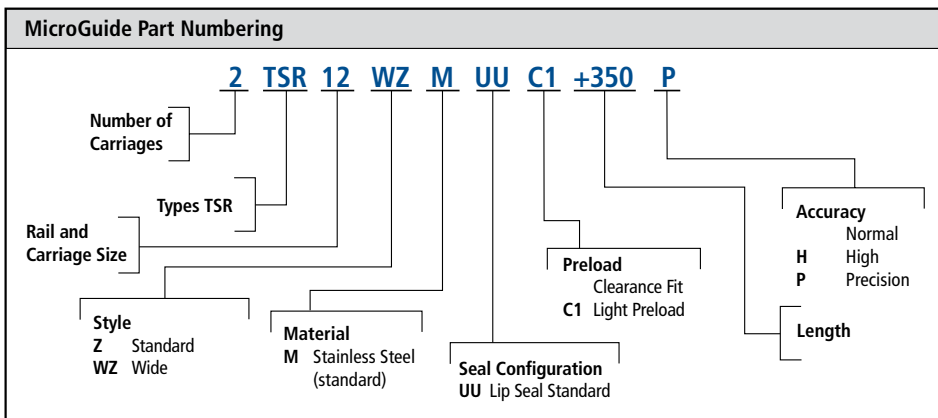 MicroGuide Part Numbering
2 TSR 12 WZ M UU C1 +350 P
Number of
Carriages
Types TSR
Rail and
Carriage Size
Style
Z Standard
WZ Wide
Material
M Stainless Steel
(standard)
Seal Configuration
UU Lip Seal Standard
Preload
Clearance Fit
C1 Light Preload
Accuracy
Normal
H High
P Precision
Length